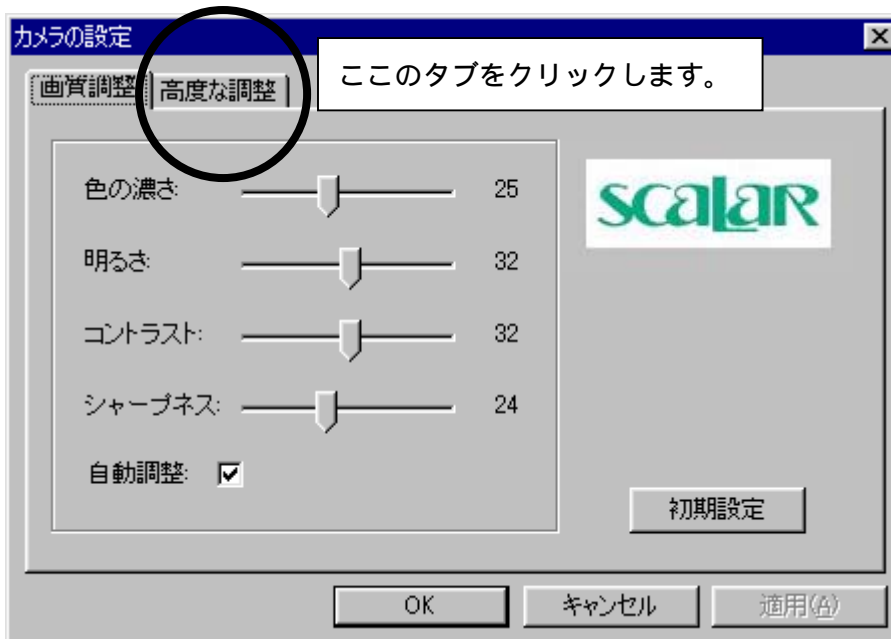 カメラの設定
ここのタブをクリックします。
画質調整 高度な調整
色の濃さ: 25
scalar
明るさ: 32
コントラスト: 32
シャープネス: 24
自動調整:
初期設定
OK キャンセル 適用(A)